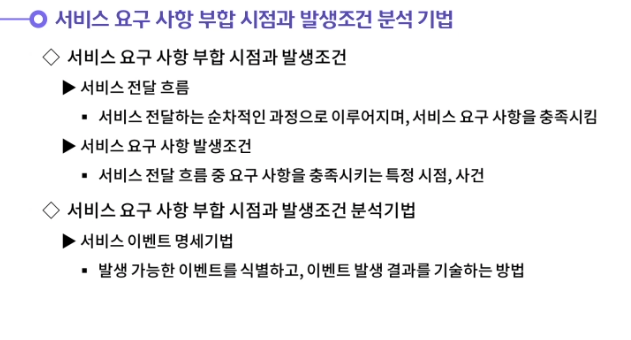 서비스 요구 사항 부합 시점과 발생조건 분석 기법
◇ 서비스 요구 사항 부합 시점과 발생조건
▶ 서비스 전달 흐름
▪ 서비스 전달하는 순차적인 과정으로 이루어지며, 서비스 요구 사항을 충족시킴
▶ 서비스 요구 사항 발생조건
▪ 서비스 전달 흐름 중 요구 사항을 충족시키는 특정 시점, 사건
◇ 서비스 요구 사항 부합 시점과 발생조건 분석기법
▶ 서비스 이벤트 명세기법
▪ 발생 가능한 이벤트를 식별하고, 이벤트 발생 결과를 기술하는 방법